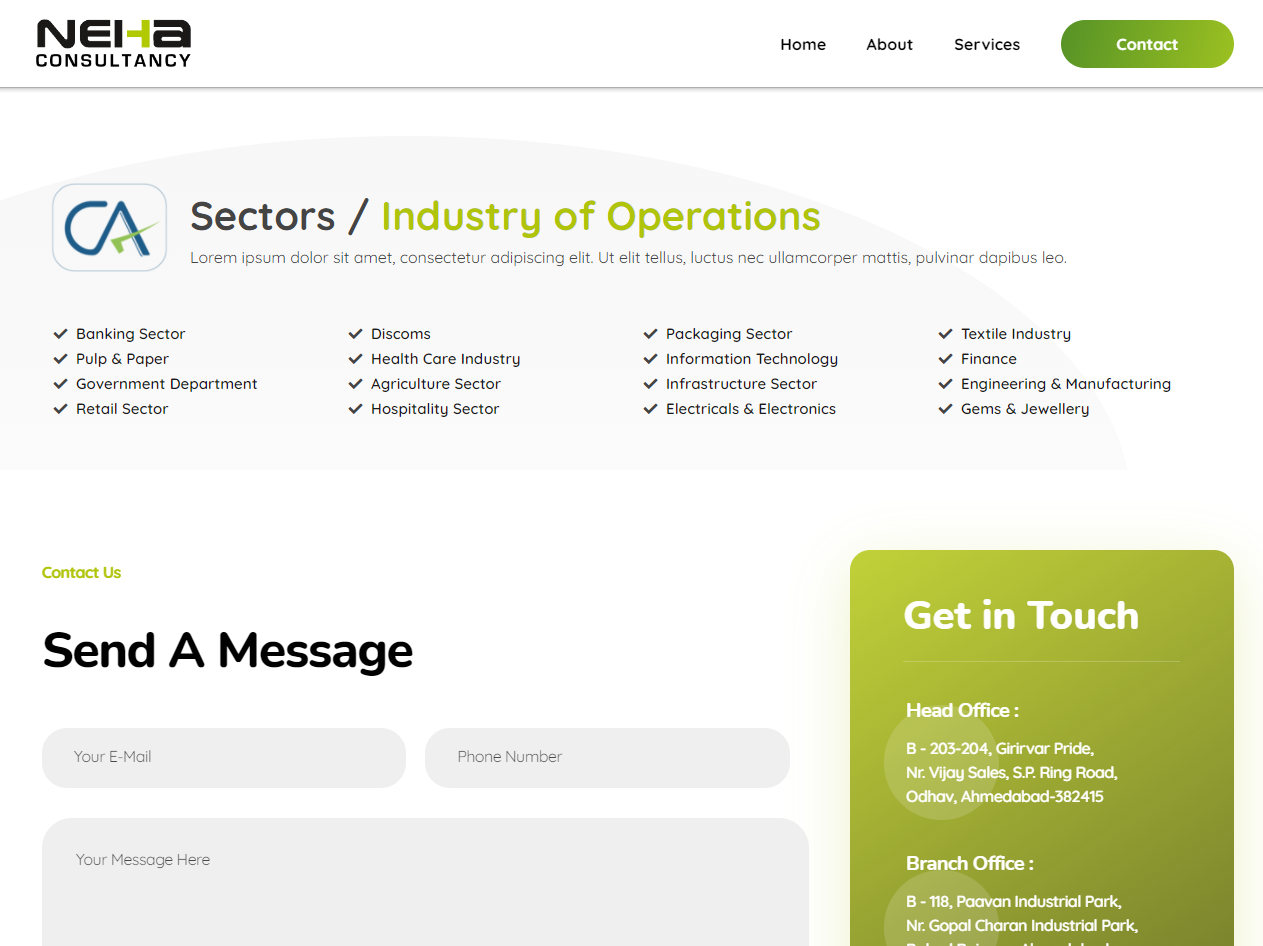 NEHA
CONSULTANCY
Home
About
Services
Contact
CA
Sectors / Industry of Operations
Lorem ipsum dolor sit amet, consectetur adipiscing elit. Ut elit tellus, luctus nec ullamcorper mattis, pulvinar dapibus leo.
Banking Sector
Pulp & Paper
Government Department
Retail Sector
Discoms
Health Care Industry
Agriculture Sector
Hospitality Sector
Packaging Sector
Information Technology
Infrastructure Sector
Electricals & Electronics
Textile Industry
Finance
Engineering & Manufacturing
Gems & Jewellery
Contact Us
Send A Message
Your E-Mail
Phone Number
Your Message Here
Get in Touch
Head Office :
B - 203-204, Girirvar Pride,
Nr. Vijay Sales, S.P. Ring Road,
Odhav, Ahmedabad-382415
Branch Office :
B - 118, Paavan Industrial Park,
Nr. Gopal Charan Industrial Park,